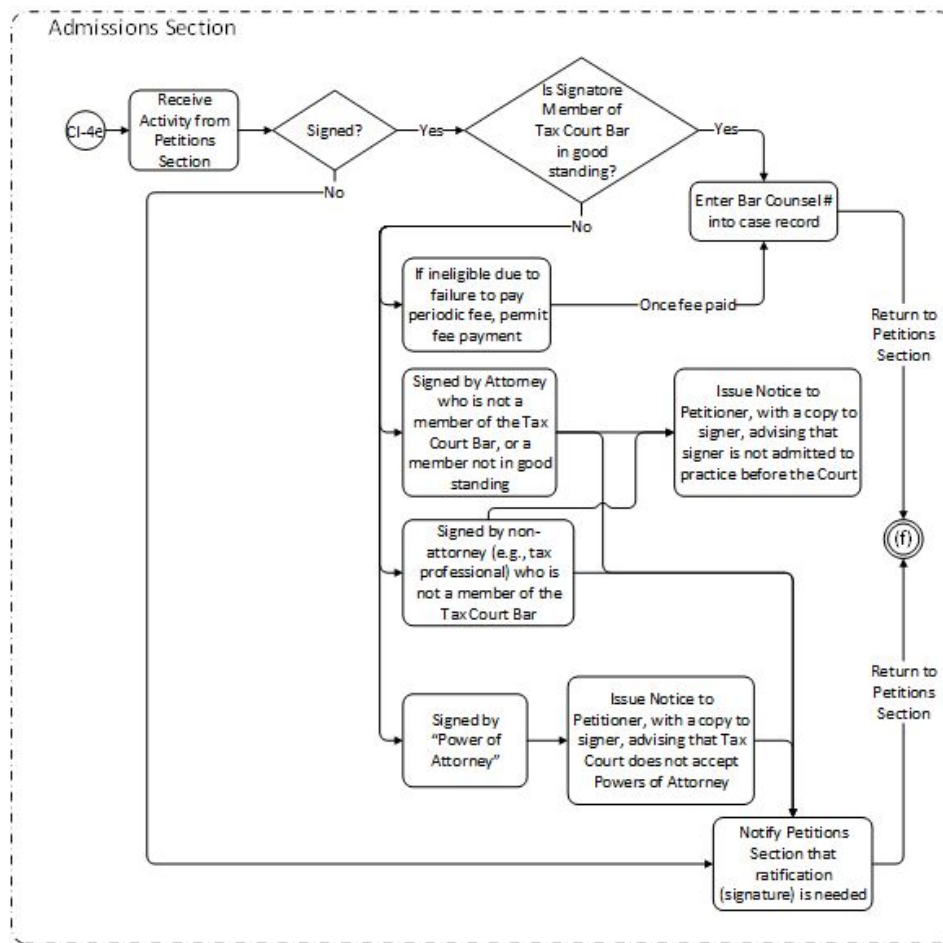 Admissions Section
CI-4e
Receive
Activity from
Petitions
Section
Signed?
Yes
No
Is Signatore
Member of
Tax Court Bar
in good
standing?
Yes
No
Enter Bar Counsel #
into case record
If ineligible due to
failure to pay
periodic fee, permit
fee payment
Once fee paid
Return to
Petitions
Section
Signed by Attorney
who is not a
member of the Tax
Court Bar, or a
member not in good
standing
Issue Notice to
Petitioner, with a copy to
signer, advising that
signer is not admitted to
practice before the Court
Signed by non-
attorney (e.g., tax
professional) who is
not a member of the
Tax Court Bar
(f)
Return to
Petitions
Section
Signed by
“Power of
Attorney”
Issue Notice to
Petitioner, with a copy to
signer, advising that Tax
Court does not accept
Powers of Attorney
Notify Petitions
Section that
ratification
(signature) is needed